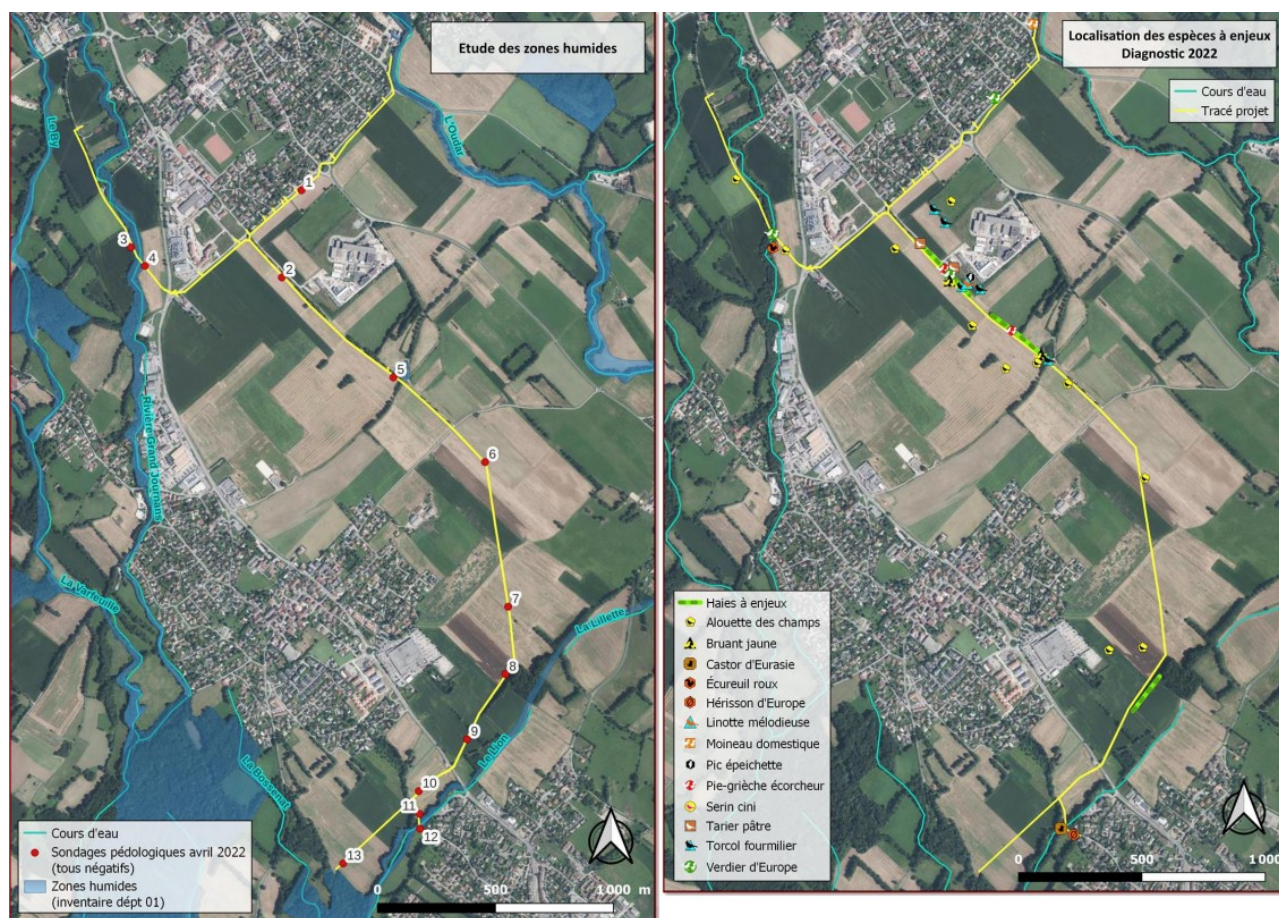 Etude des zones humides
Le By
L'Oudar
1
3
4
2
5
6
Rivière Grand Journans
La Varfeuille
7
La Lillette
8
9
Le Lion
Le Bossenat
10
11
12
13
Cours d'eau
Sondages pédologiques avril 2022
(tous négatifs)
Zones humides
(inventaire dépt 01)
0 500 1000 m
Localisation des espèces à enjeux
Diagnostic 2022
Cours d'eau
Tracé projet
Haies à enjeux
Alouette des champs
Bruant jaune
Castor d'Eurasie
Écureuil roux
Hérisson d'Europe
Linotte mélodieuse
Moineau domestique
Pic épeichette
Pie-grièche écorcheur
Serin cini
Tarier pâtre
Torcol fourmilier
Verdier d'Europe
0 500 1000